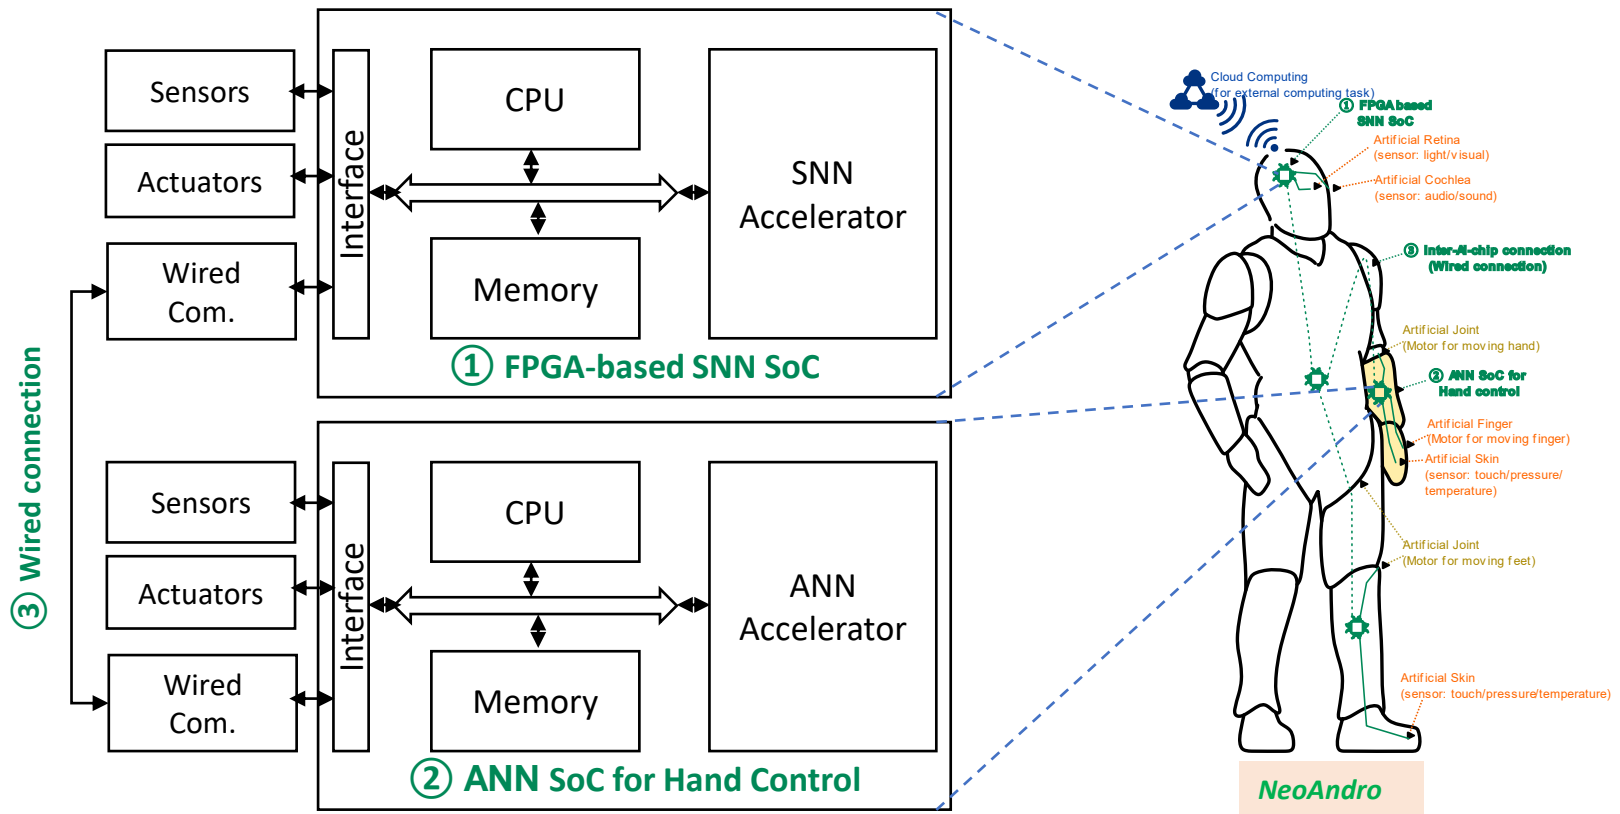 Sensors
Actuators
Wired
Com.
Interface
CPU
Memory
SNN
Accelerator
① FPGA-based SNN SoC
③ Wired connection
Sensors
Actuators
Wired
Com.
Interface
CPU
Memory
ANN
Accelerator
② ANN SoC for Hand Control
Cloud Computing
(for external computing task)
① FPGA based
SNN SoC
Artificial Retina
(sensor: light/visual)
Artificial Cochlea
(sensor: audio/sound)
③ Inter-AI-chip connection
(Wired connection)
Artificial Joint
(Motor for moving hand)
② ANN SoC for
Hand control
Artificial Finger
(Motor for moving finger)
Artificial Skin
(sensor: touch/pressure/
temperature)
Artificial Joint
(Motor for moving feet)
Artificial Skin
(sensor: touch/pressure/temperature)
NeoAndro